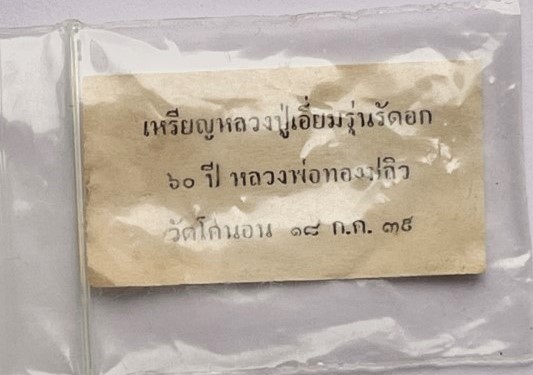 เหรียญหลวงปู่เอี่ยมรุ่นรัดอก
๖๐ ปี หลวงพ่อทองปลิว
วัดโคนอน ๑๘ ก.ค. ๓๙